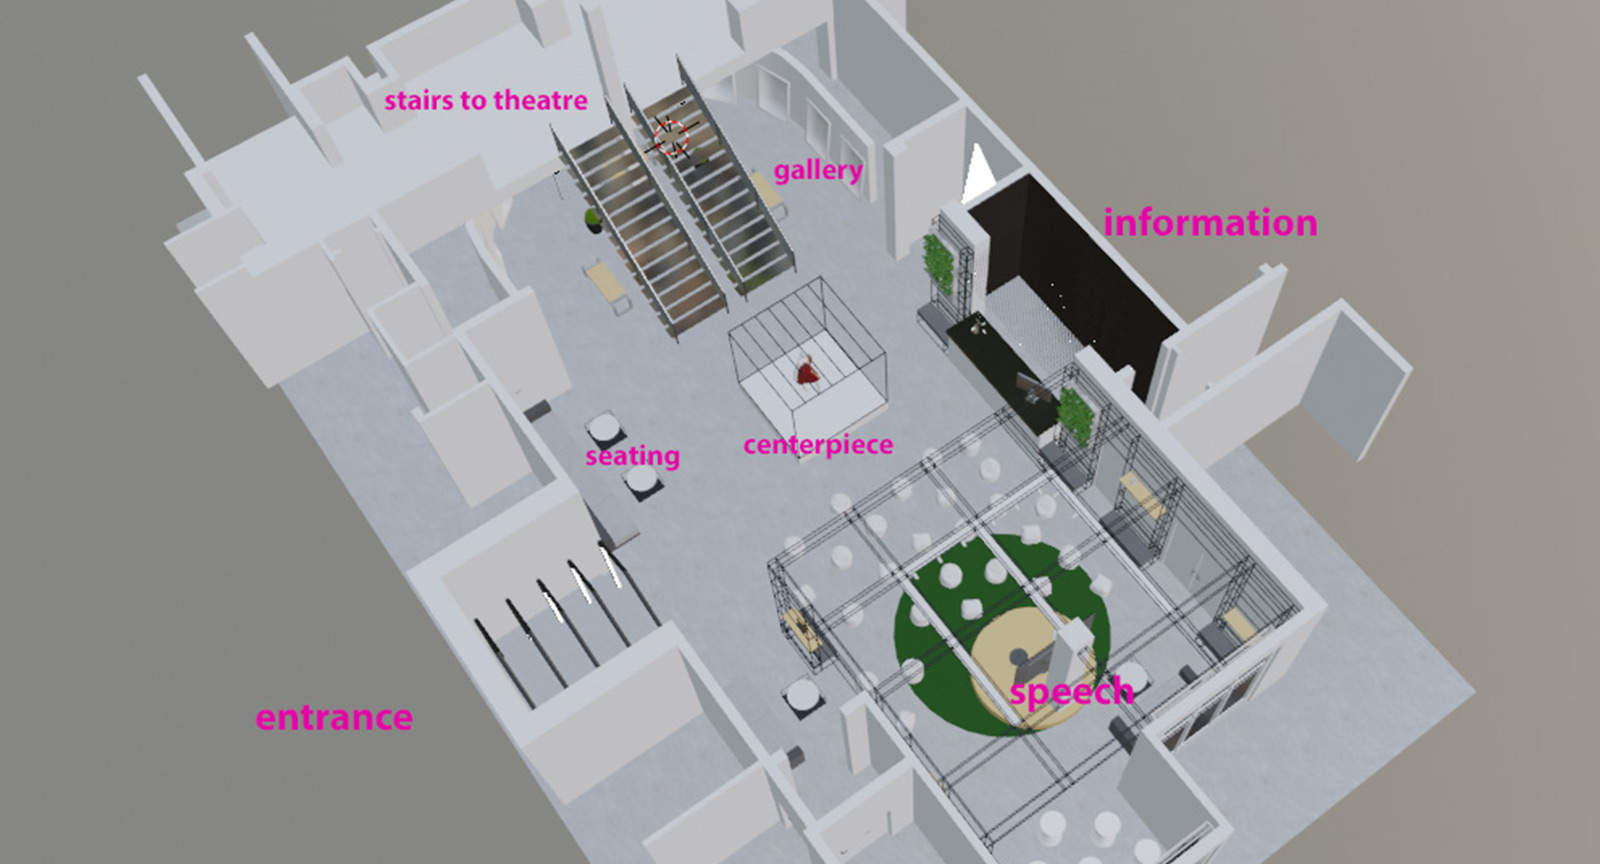 stairs to theatre
gallery
information
seating
centerpiece
entrance
speech